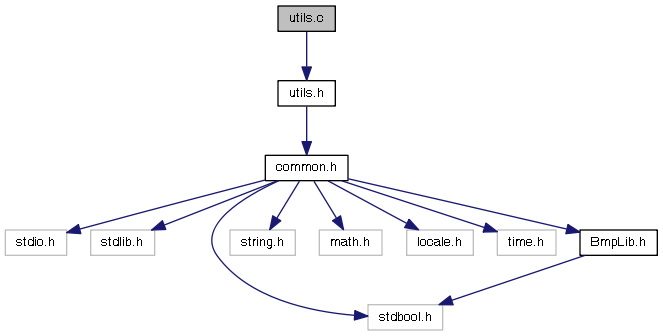 utils.c
utils.h
common.h
stdio.h
stdlib.h
string.h
math.h
locale.h
time.h
BmpLib.h
stdbool.h